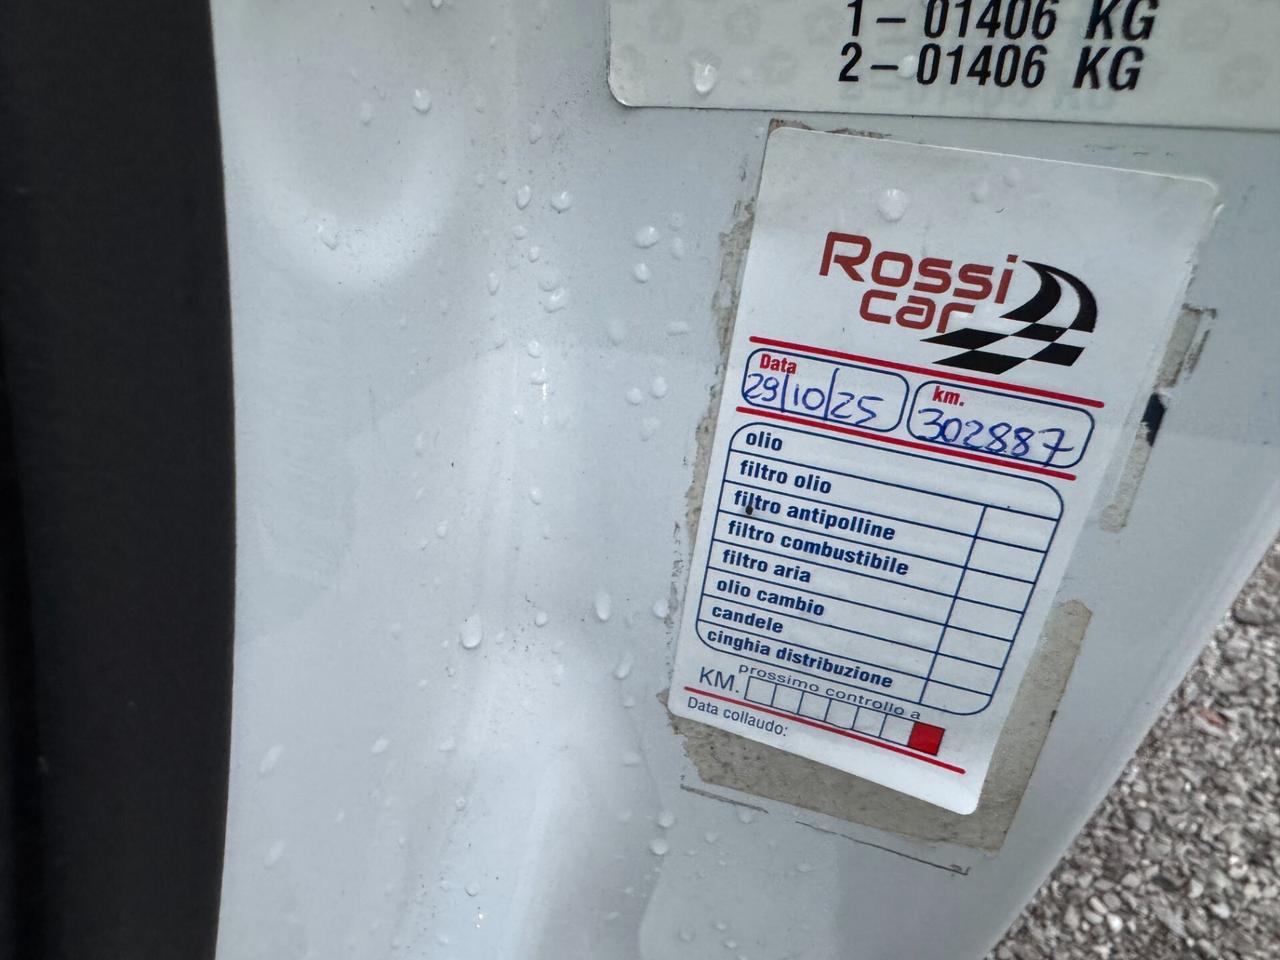 1 – 01406 KG
2 – 01406 KG
Rossi
car
Data
29/10/25
km.
302887
olio
filtro olio
filtro antipolline
filtro combustibile
filtro aria
olio cambio
candele
cinghia distribuzione
prossimo controllo a
KM.
Data collaudo: